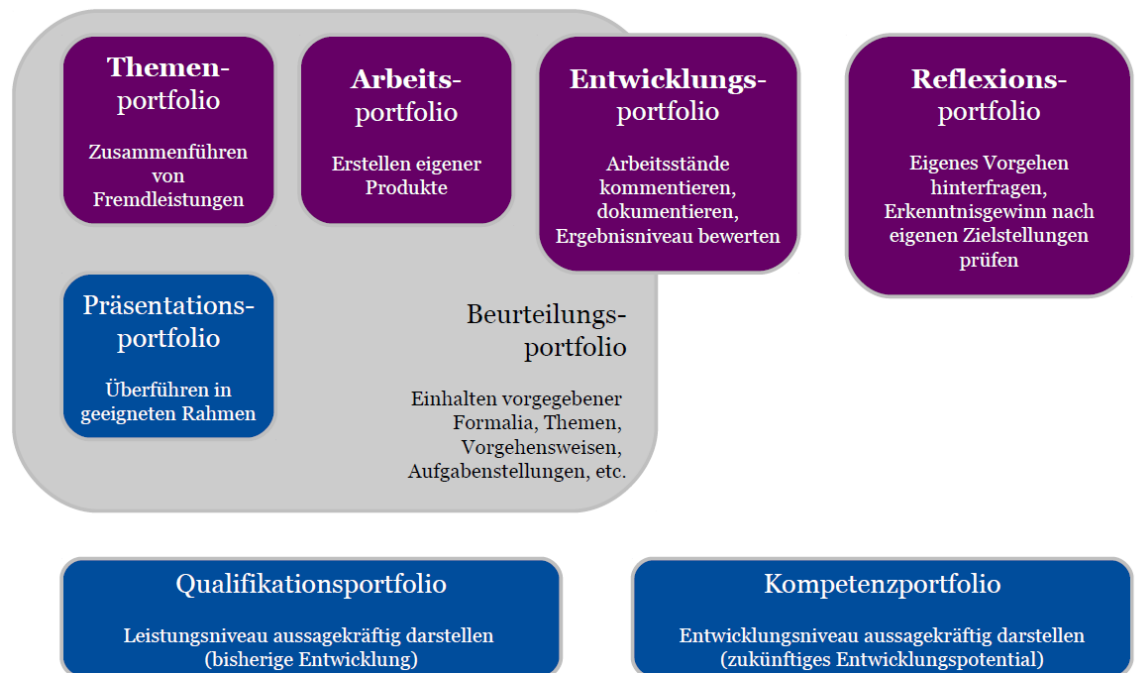 Themen-
portfolio
Zusammenführen
von
Fremdleistungen
Arbeits-
portfolio
Erstellen eigener
Produkte
Entwicklungs-
portfolio
Arbeitsstände
kommentieren,
dokumentieren,
Ergebnisniveau bewerten
Reflexions-
portfolio
Eigenes Vorgehen
hinterfragen,
Erkenntnisgewinn nach
eigenen Zielstellungen
prüfen
Präsentations-
portfolio
Überführen in
geeigneten Rahmen
Beurteilungs-
portfolio
Einhalten vorgegebener
Formalia, Themen,
Vorgehensweisen,
Aufgabenstellungen, etc.
Qualifikationsportfolio
Leistungsniveau aussagekräftig darstellen
(bisherige Entwicklung)
Kompetenzportfolio
Entwicklungsniveau aussagekräftig darstellen
(zukünftiges Entwicklungspotential)